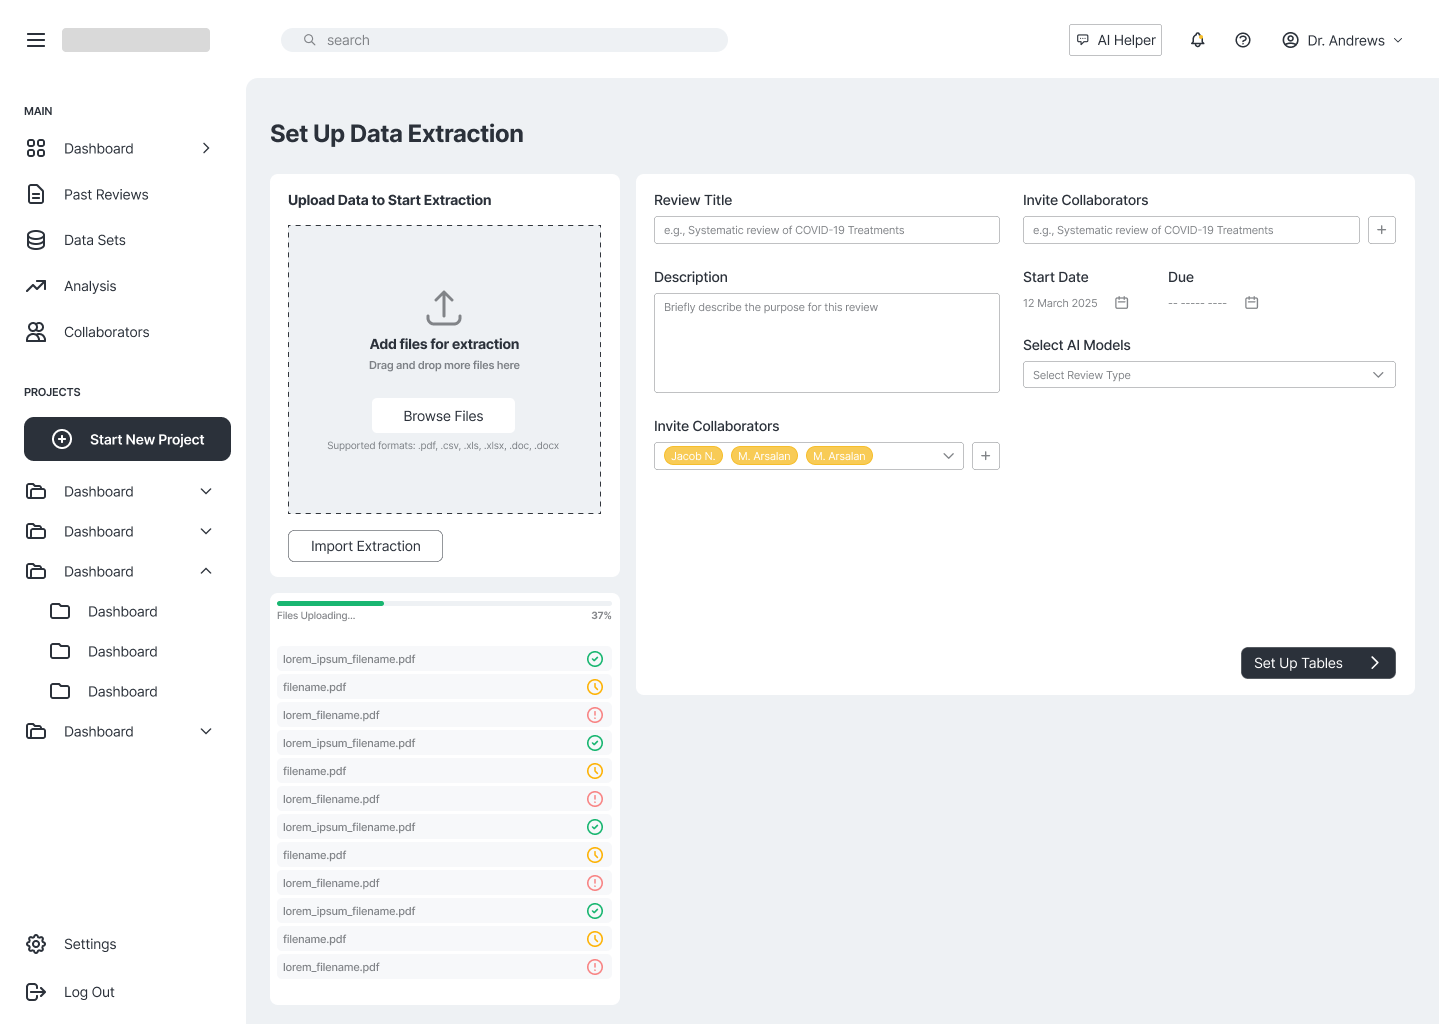 search
AI Helper
Dr. Andrews
MAIN
Dashboard
Past Reviews
Data Sets
Analysis
Collaborators
PROJECTS
Start New Project
Dashboard
Dashboard
Dashboard
Dashboard
Dashboard
Dashboard
Dashboard
Settings
Log Out
Set Up Data Extraction
Upload Data to Start Extraction
Add files for extraction
Drag and drop more files here
Browse Files
Supported formats: .pdf, .csv, .xls, .xlsx, .doc, .docx
Import Extraction
Files Uploading... 37%
lorem_ipsum_filename.pdf
filename.pdf
lorem_filename.pdf
lorem_ipsum_filename.pdf
filename.pdf
lorem_filename.pdf
lorem_ipsum_filename.pdf
filename.pdf
lorem_filename.pdf
lorem_ipsum_filename.pdf
filename.pdf
lorem_filename.pdf
Review Title
e.g., Systematic review of COVID-19 Treatments
Description
Briefly describe the purpose for this review
Invite Collaborators
Jacob N. M. Arsalan M. Arsalan
Invite Collaborators
e.g., Systematic review of COVID-19 Treatments
Start Date Due
12 March 2025 -- ----- ----
Select AI Models
Select Review Type
Set Up Tables